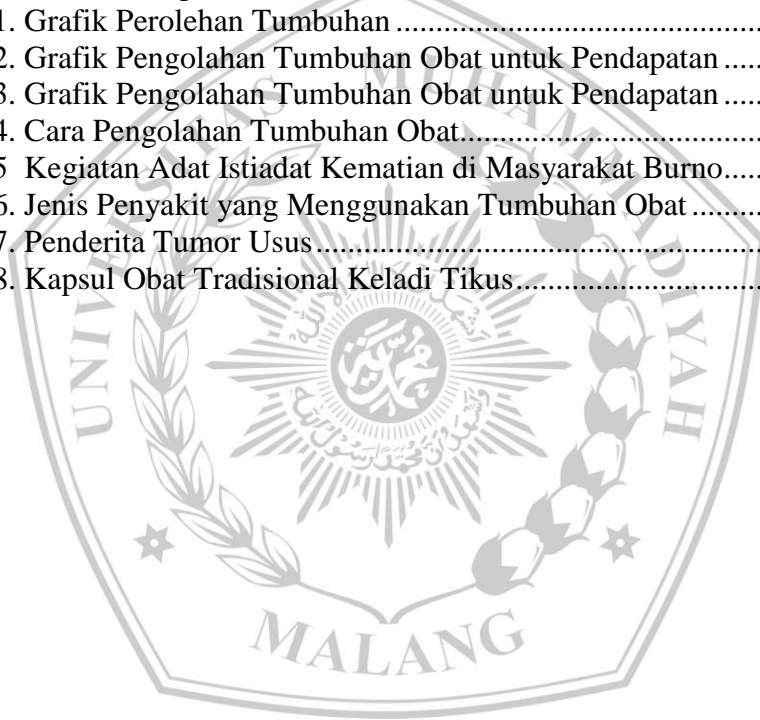 1. Grafik Perolehan Tumbuhan ......................................................
2. Grafik Pengolahan Tumbuhan Obat untuk Pendapatan .....
3. Grafik Pengolahan Tumbuhan Obat untuk Pendapatan .....
4. Cara Pengolahan Tumbuhan Obat............................................
5 Kegiatan Adat Istiadat Kematian di Masyarakat Burno.....
6. Jenis Penyakit yang Menggunakan Tumbuhan Obat ..........
7. Penderita Tumor Usus................................................................
8. Kapsul Obat Tradisional Keladi Tikus...................................
UNIVERSITAS MUHAMMADIYAH
MALANG